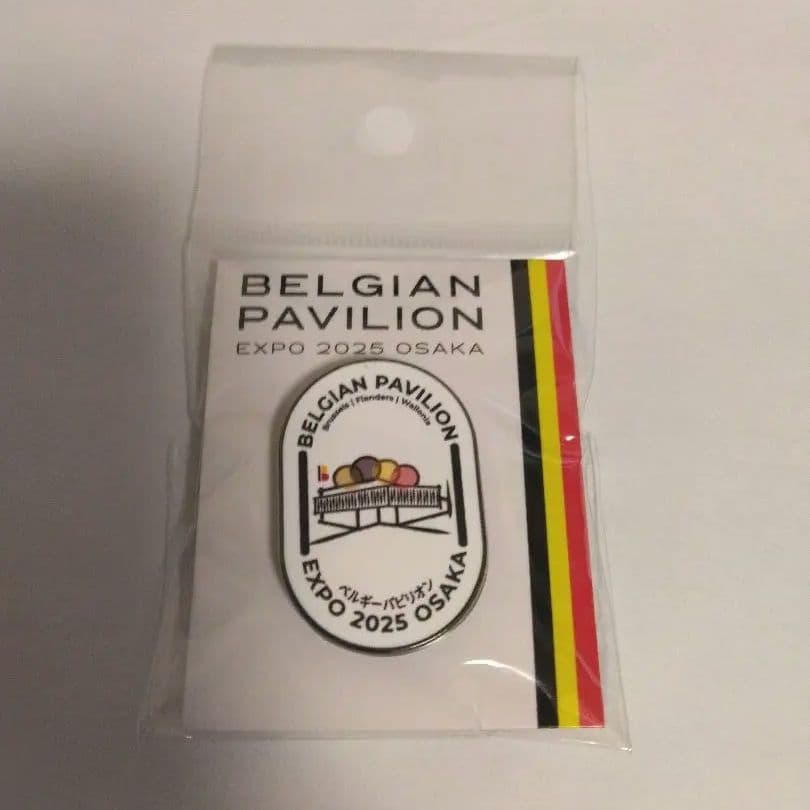 BELGIAN
PAVILION
EXPO 2025 OSAKA
BELGIAN PAVILION
Brussels | Flanders | Wallonia
B
ベルギーパビリオン
EXPO 2025 OSAKA